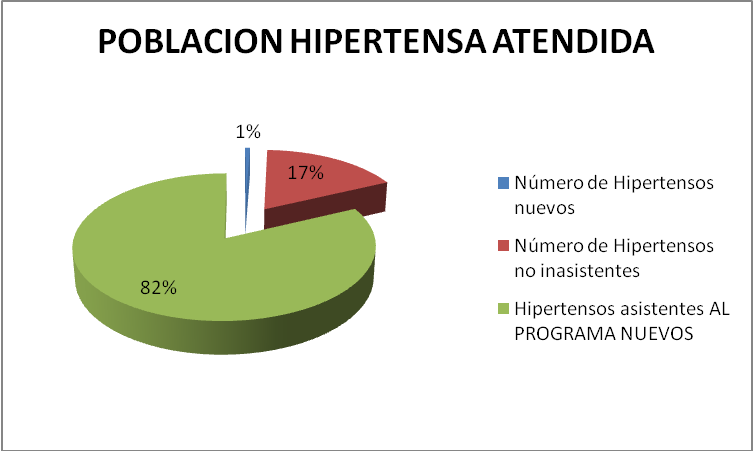 POBLACION HIPERTENSA ATENDIDA
1%
17%
82%
Número de Hipertensos
nuevos
Número de Hipertensos
no inasistentes
Hipertensos asistentes AL
PROGRAMA NUEVOS